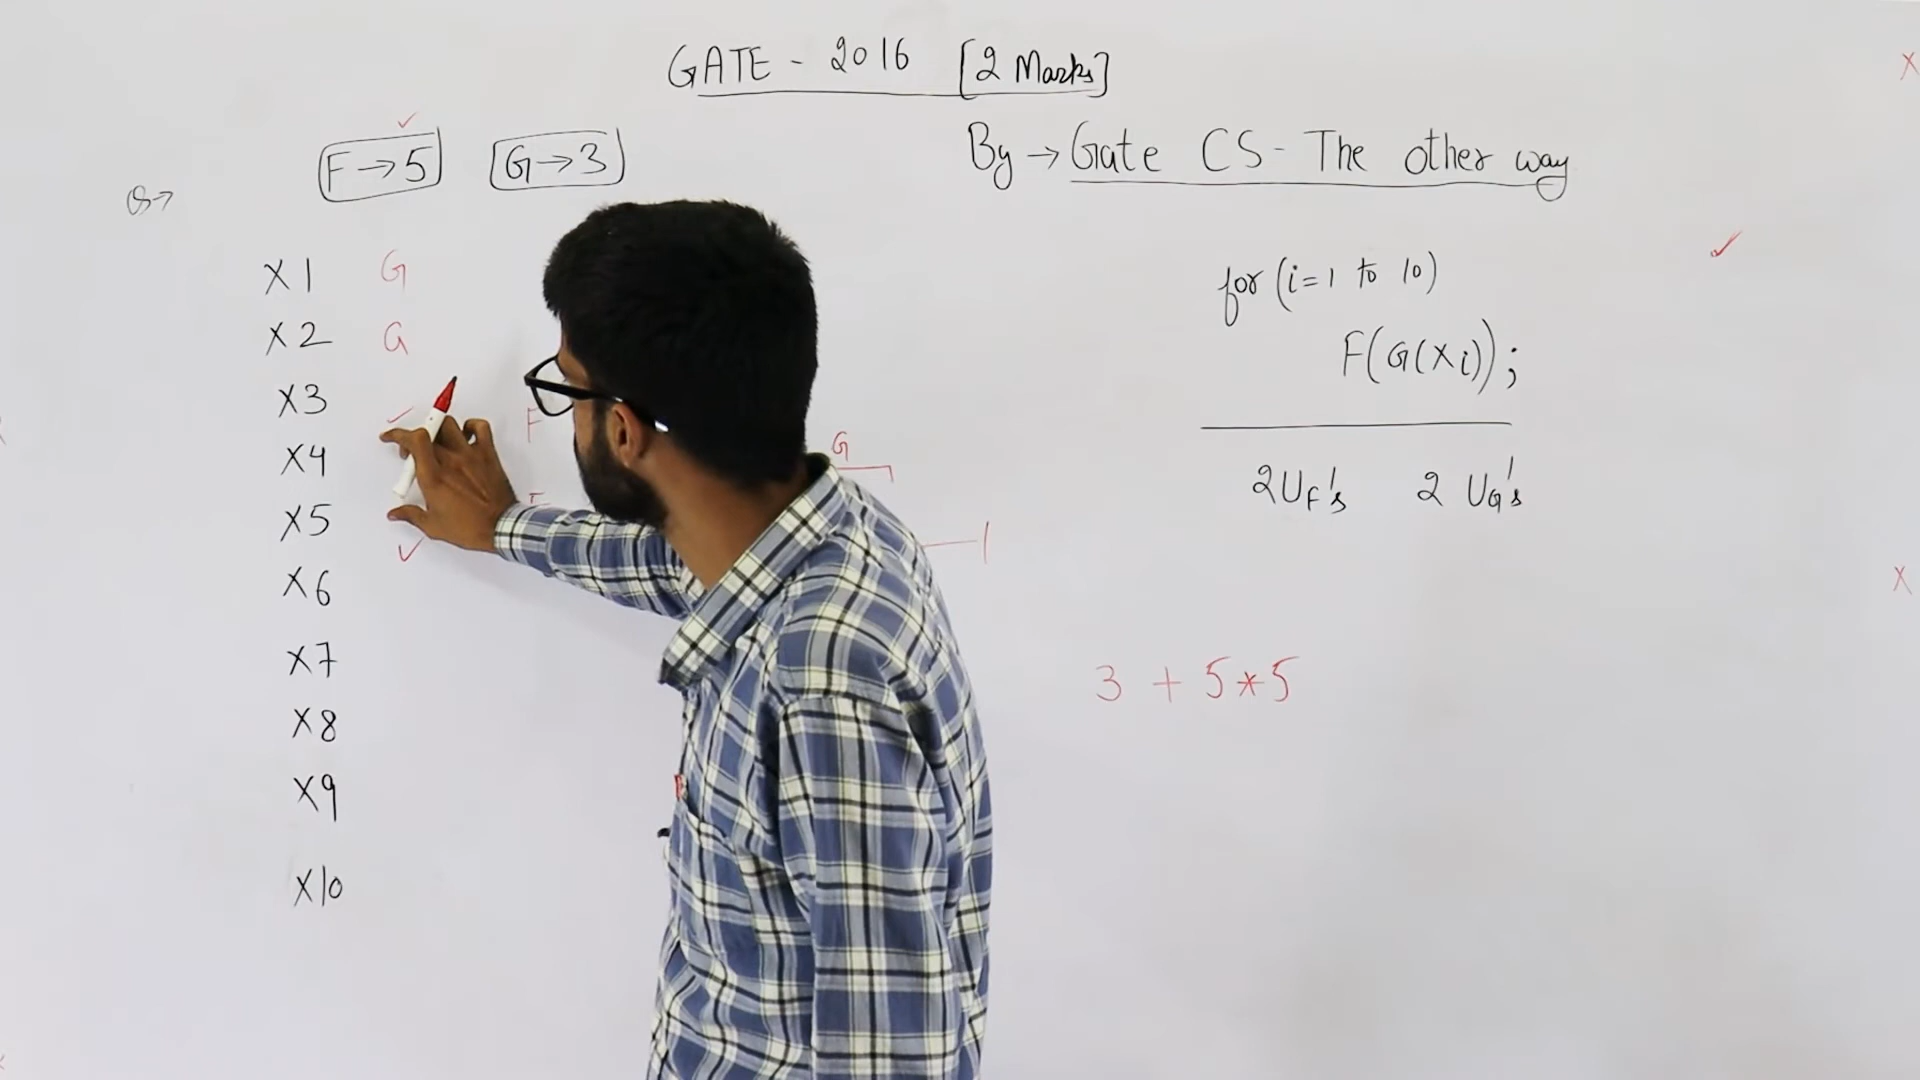 GATE - 2016 [2 Marks]
F→5 G→3
By → Gate CS - The other way
Q→
X1 G
X2 G
X3
X4 F
X5
X6
X7
X8
X9
X10
G
for (i=1 to 10)
F(G(Xi));
2UF's 2 UG's
3 + 5*5